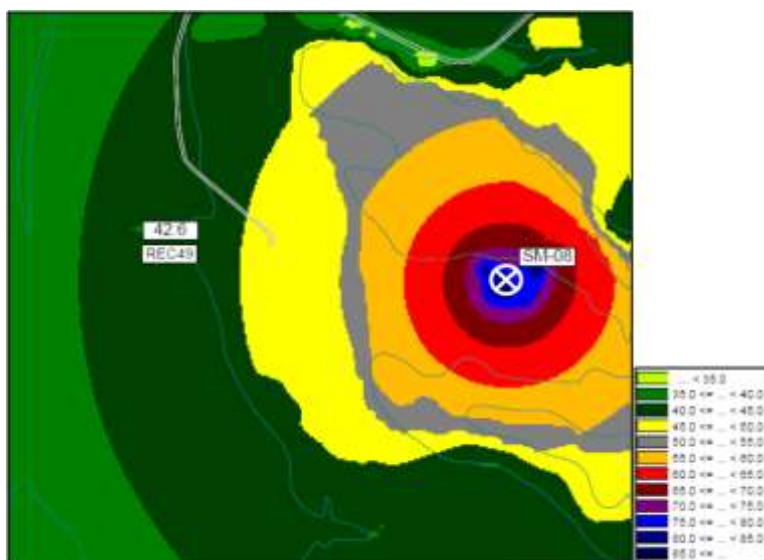 42.6
REC49
SM-08
... < 35.0
35.0 <= ... < 40.0
40.0 <= ... < 45.0
45.0 <= ... < 50.0
50.0 <= ... < 55.0
55.0 <= ... < 60.0
60.0 <= ... < 65.0
65.0 <= ... < 70.0
70.0 <= ... < 75.0
75.0 <= ... < 80.0
80.0 <= ... < 85.0
85.0 <= ...